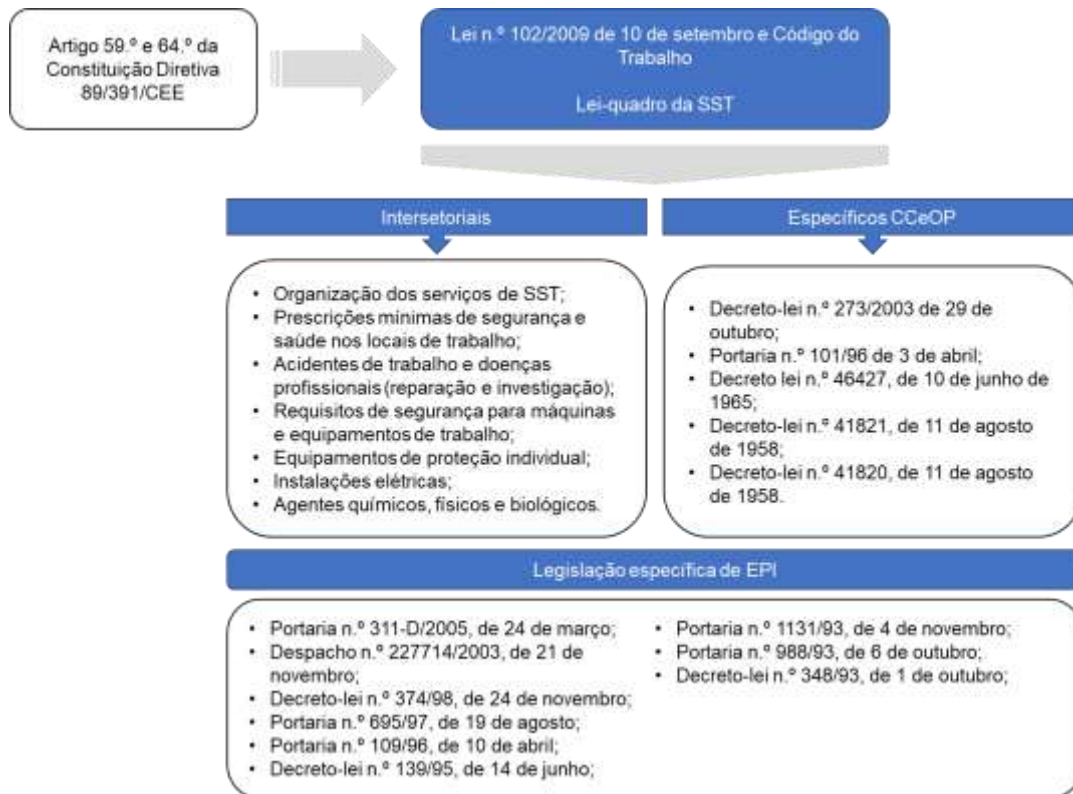 Artigo 59.º e 64.º da
Constituição Diretiva
89/391/CEE
Lei n.º 102/2009 de 10 de setembro e Código do
Trabalho
Lei-quadro da SST
Intersetoriais
• Organização dos serviços de SST;
• Prescrições mínimas de segurança e
saúde nos locais de trabalho;
• Acidentes de trabalho e doenças
profissionais (reparação e investigação);
• Requisitos de segurança para máquinas
e equipamentos de trabalho;
• Equipamentos de proteção individual;
• Instalações elétricas;
• Agentes químicos, físicos e biológicos.
Específicos CCeOP
• Decreto-lei n.º 273/2003 de 29 de
outubro;
• Portaria n.º 101/96 de 3 de abril;
• Decreto lei n.º 46427, de 10 de junho de
1965;
• Decreto-lei n.º 41821, de 11 de agosto
de 1958;
• Decreto-lei n.º 41820, de 11 de agosto
de 1958.
Legislação específica de EPI
• Portaria n.º 311-D/2005, de 24 de março;
• Despacho n.º 227714/2003, de 21 de
novembro;
• Decreto-lei n.º 374/98, de 24 de novembro;
• Portaria n.º 695/97, de 19 de agosto;
• Portaria n.º 109/96, de 10 de abril;
• Decreto-lei n.º 139/95, de 14 de junho;
• Portaria n.º 1131/93, de 4 de novembro;
• Portaria n.º 988/93, de 6 de outubro;
• Decreto-lei n.º 348/93, de 1 de outubro;